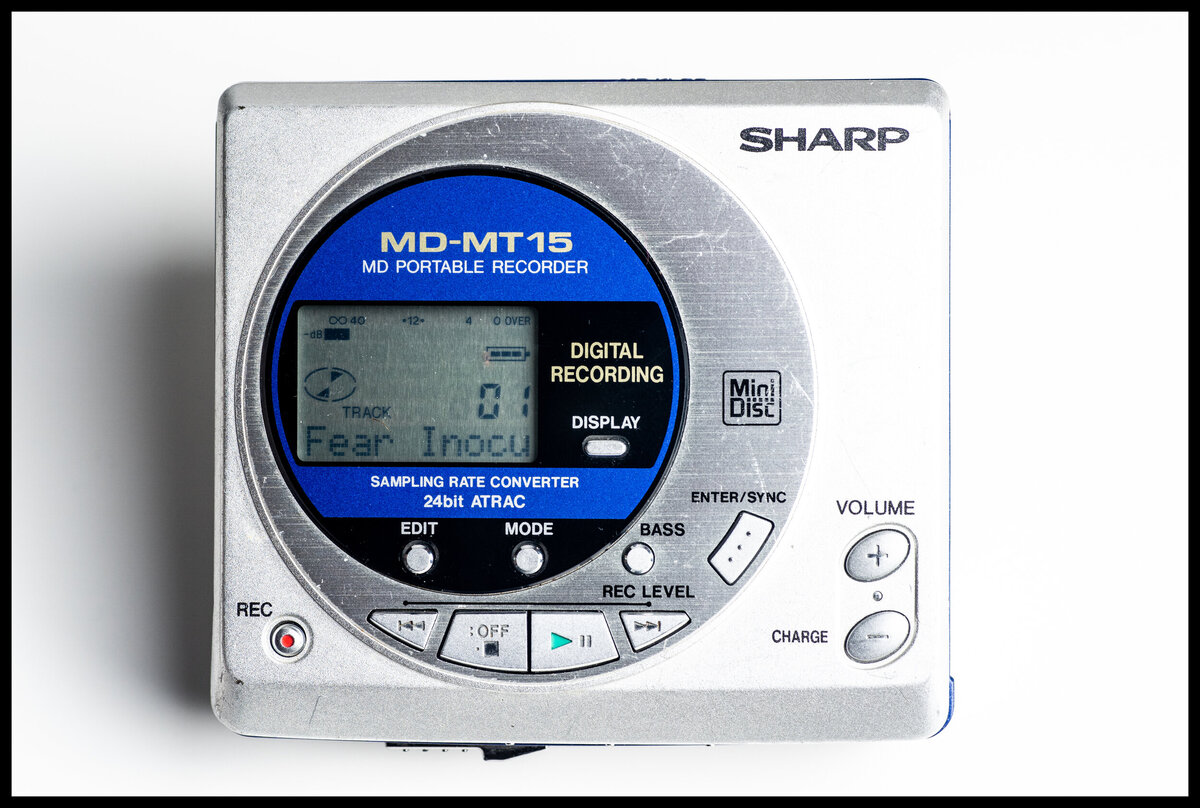 SHARP
MD-MT15
MD PORTABLE RECORDER
∞ 40 •12• 4 0 OVER
-dB
DIGITAL
RECORDING
TRACK 01
Fear Inocu
DISPLAY
Mini
Disc
SAMPLING RATE CONVERTER
24bit ATRAC
EDIT MODE BASS
ENTER/SYNC
VOLUME
+
REC LEVEL
REC
:OFF
CHARGE
−